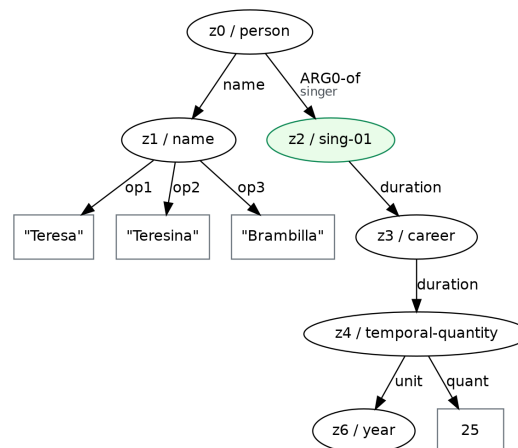 z0 / person
name
ARG0-of
singer
z1 / name
z2 / sing-01
op1
op2
op3
duration
"Teresa"
"Teresina"
"Brambilla"
z3 / career
duration
z4 / temporal-quantity
unit
quant
z6 / year
25